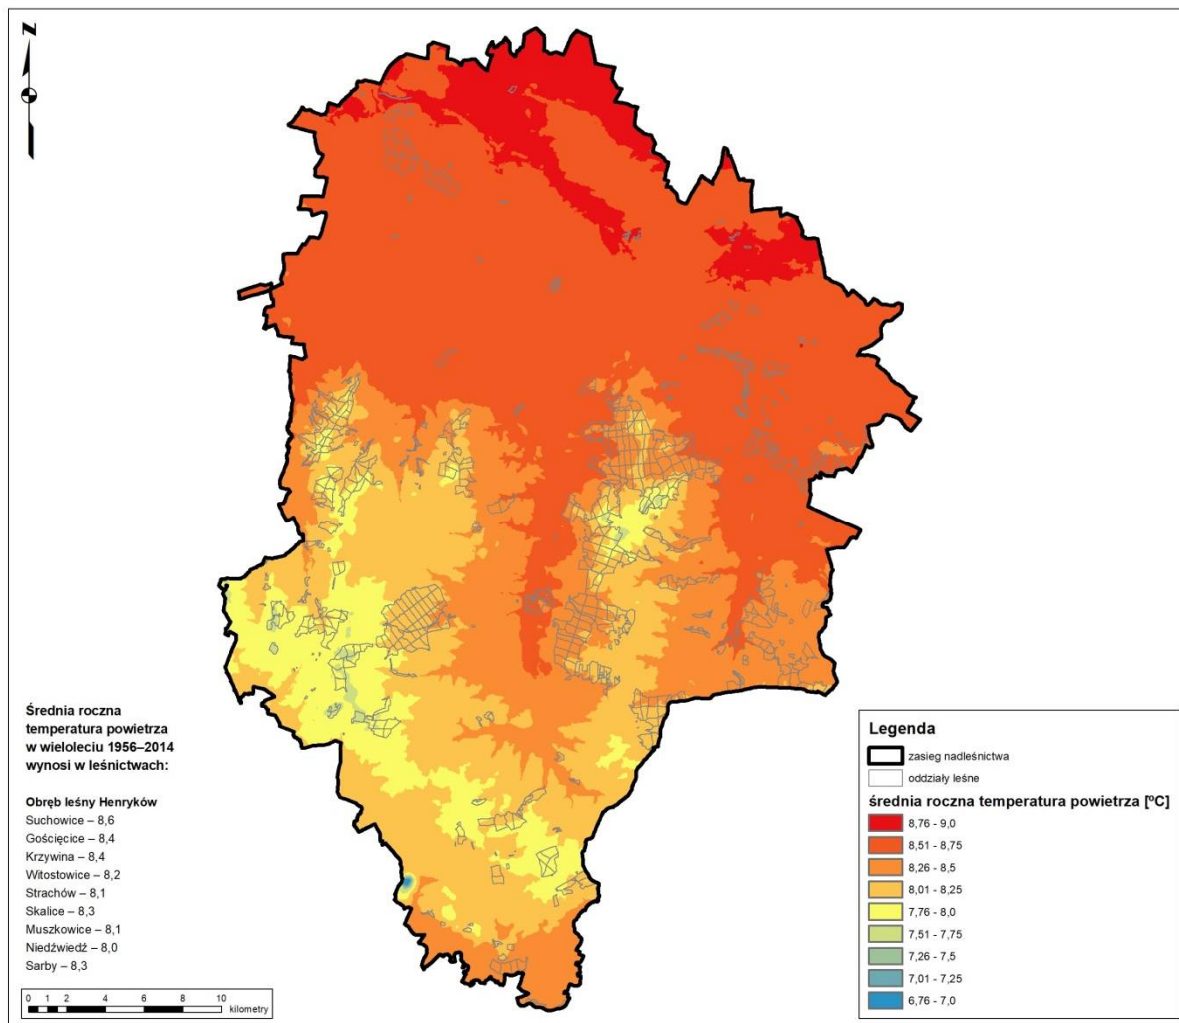 N
Średnia roczna
temperatura powietrza
w wieloleciu 1956–2014
wynosi w leśnictwach:
Obręb leśny Henryków
Suchowice – 8,6
Gościęcice – 8,4
Krzywina – 8,4
Witostowice – 8,2
Strachów – 8,1
Skalice – 8,3
Muszkowice – 8,1
Niedźwiedź – 8,0
Sarby – 8,3
0 1 2 4 6 8 10
kilometry
Legenda
zasieg nadleśnictwa
oddziały leśne
średnia roczna temperatura powietrza [ºC]
8,76 - 9,0
8,51 - 8,75
8,26 - 8,5
8,01 - 8,25
7,76 - 8,0
7,51 - 7,75
7,26 - 7,5
7,01 - 7,25
6,76 - 7,0